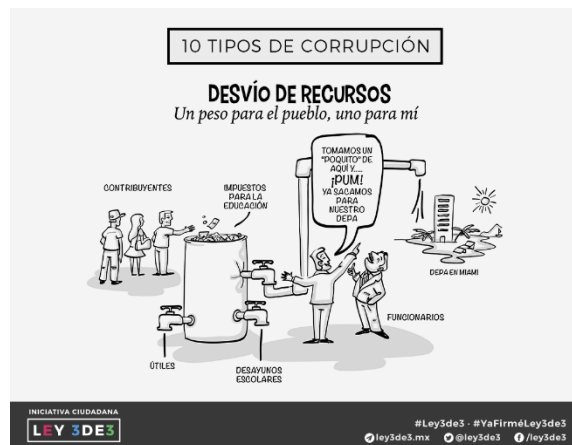 10 TIPOS DE CORRUPCIÓN
DESVÍO DE RECURSOS
Un peso para el pueblo, uno para mí
TOMAMOS UN
"POQUITO" DE
AQUÍ Y....
¡PUM!
YA SACAMOS
PARA
NUESTRO
DEPA
CONTRIBUYENTES
IMPUESTOS
PARA LA
EDUCACIÓN
DEPA EN MIAMI
FUNCIONARIOS
ÚTILES
DESAYUNOS
ESCOLARES
INICIATIVA CIUDADANA
LEY 3DE3
#Ley3de3 - #YaFirméLey3de3
ley3de3.mx @ley3de3 /ley3de3